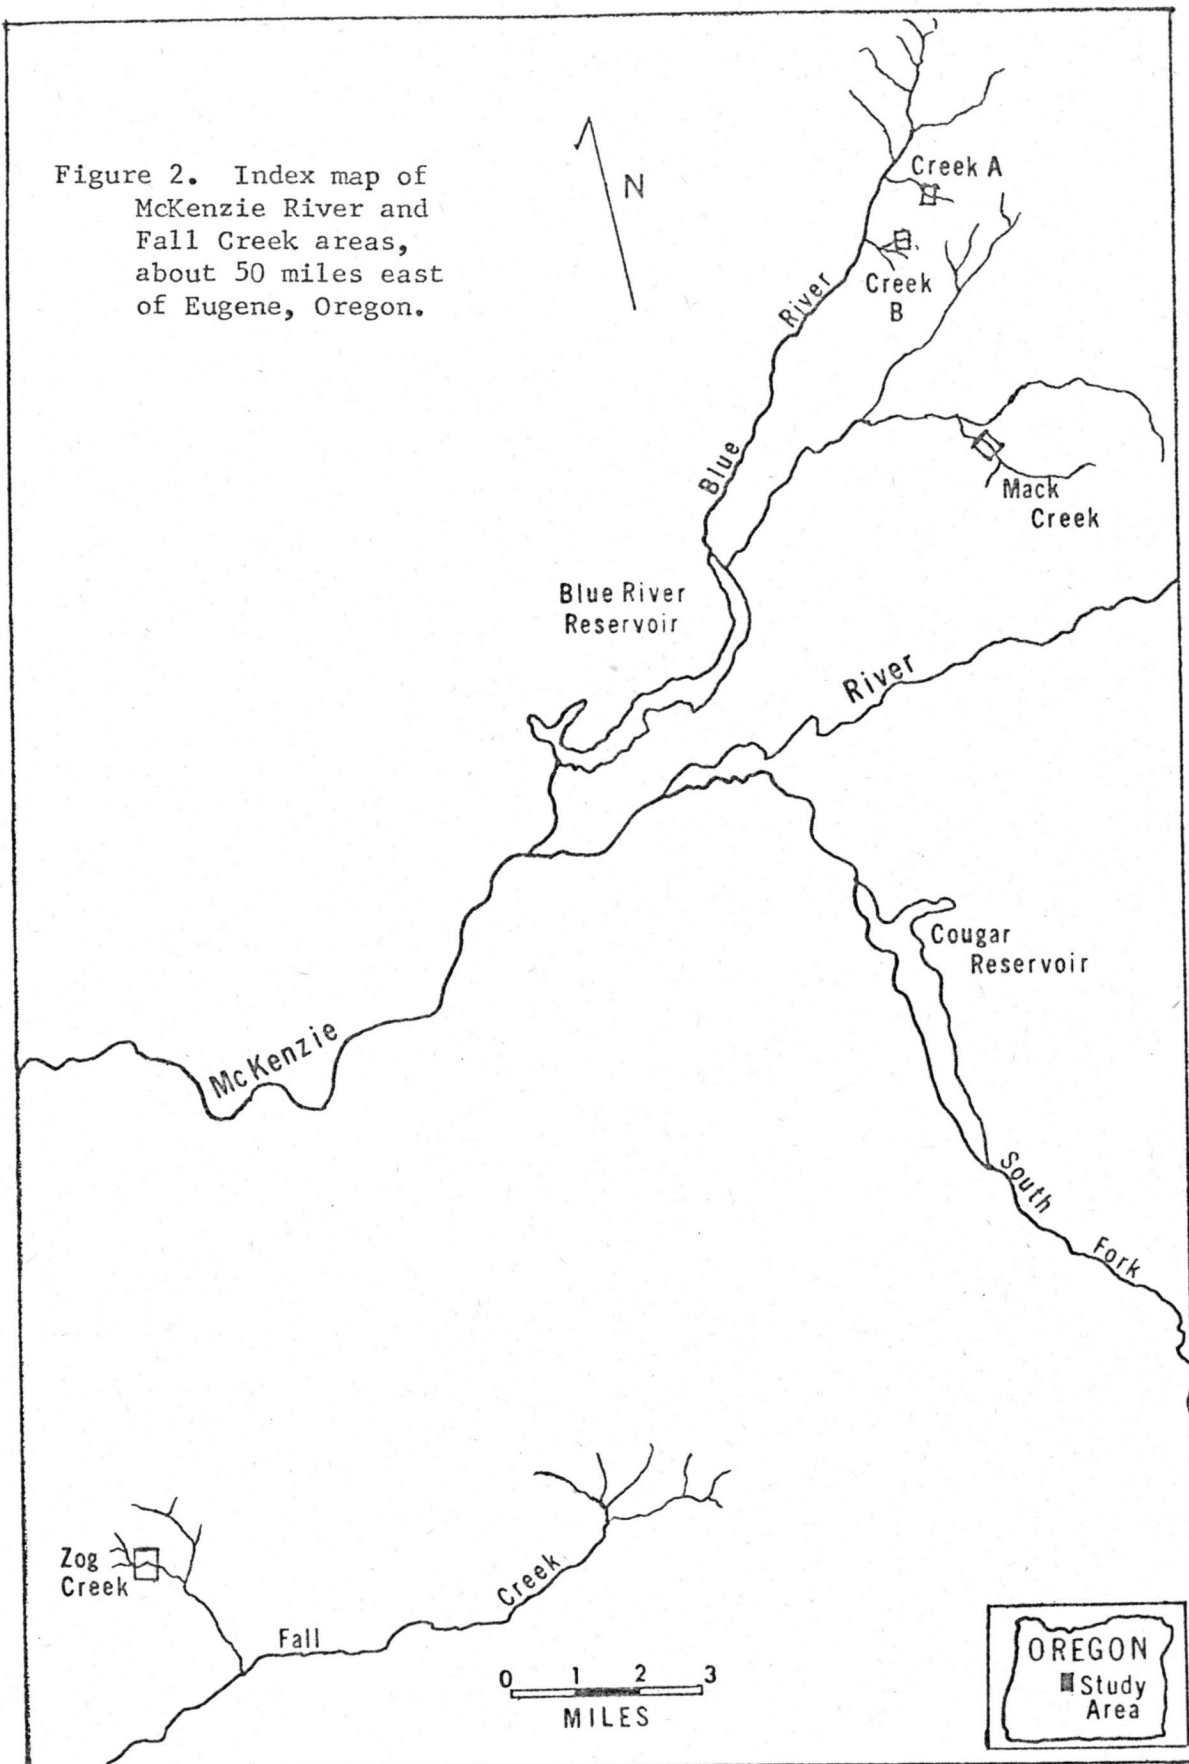 Figure 2. Index map of
McKenzie River and
Fall Creek areas,
about 50 miles east
of Eugene, Oregon.
N
Creek A
Creek
B
Blue River
Mack
Creek
Blue River
Reservoir
River
Cougar
Reservoir
McKenzie
South Fork
Zog
Creek
Fall Creek
0 1 2 3
MILES
OREGON
Study
Area